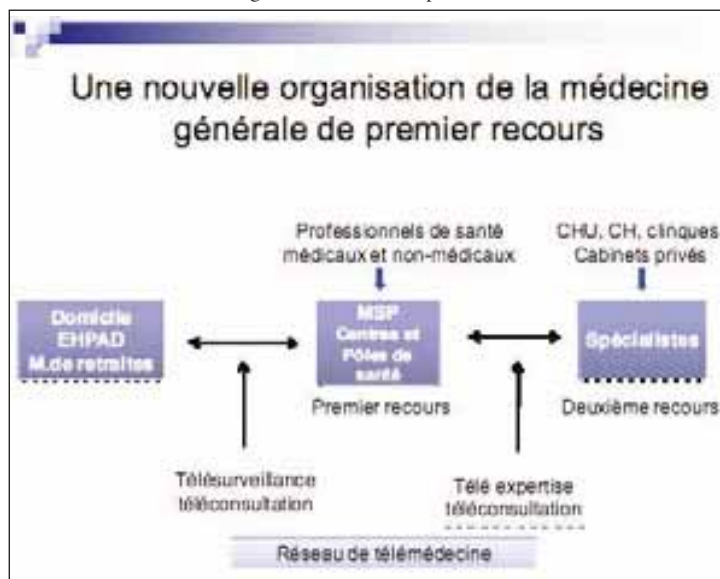 Une nouvelle organisation de la médecine
générale de premier recours
Professionnels de santé
médicaux et non-médicaux
CHU, CH, cliniques
Cabinets privés
Domicile
EHPAD
M.de retraites
MSP
Centres et
Pôles de
santé
Spécialistes
Premier recours
Deuxième recours
Télésurveillance
téléconsultation
Télé expertise
téléconsultation
Réseau de télémédecine